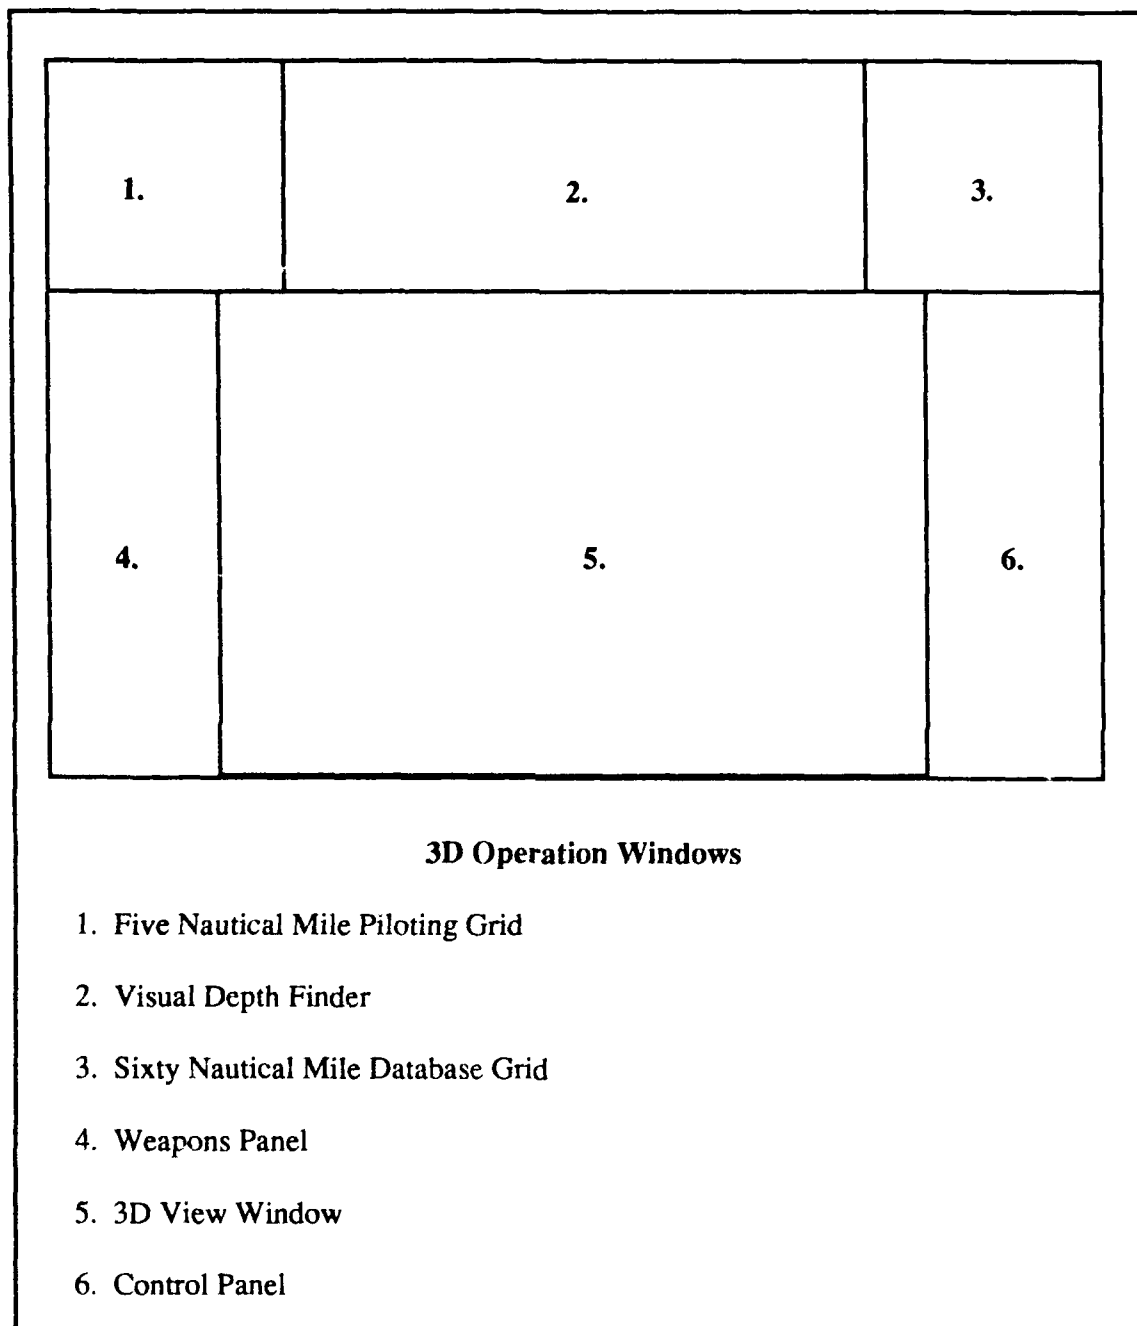 1.
2.
3.
4.
5.
6.
3D Operation Windows
1. Five Nautical Mile Piloting Grid
2. Visual Depth Finder
3. Sixty Nautical Mile Database Grid
4. Weapons Panel
5. 3D View Window
6. Control Panel